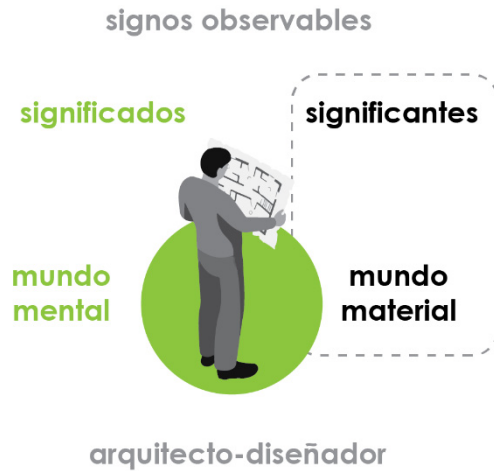 signos observables
significados
significantes
mundo
mental
mundo
material
arquitecto-diseñador